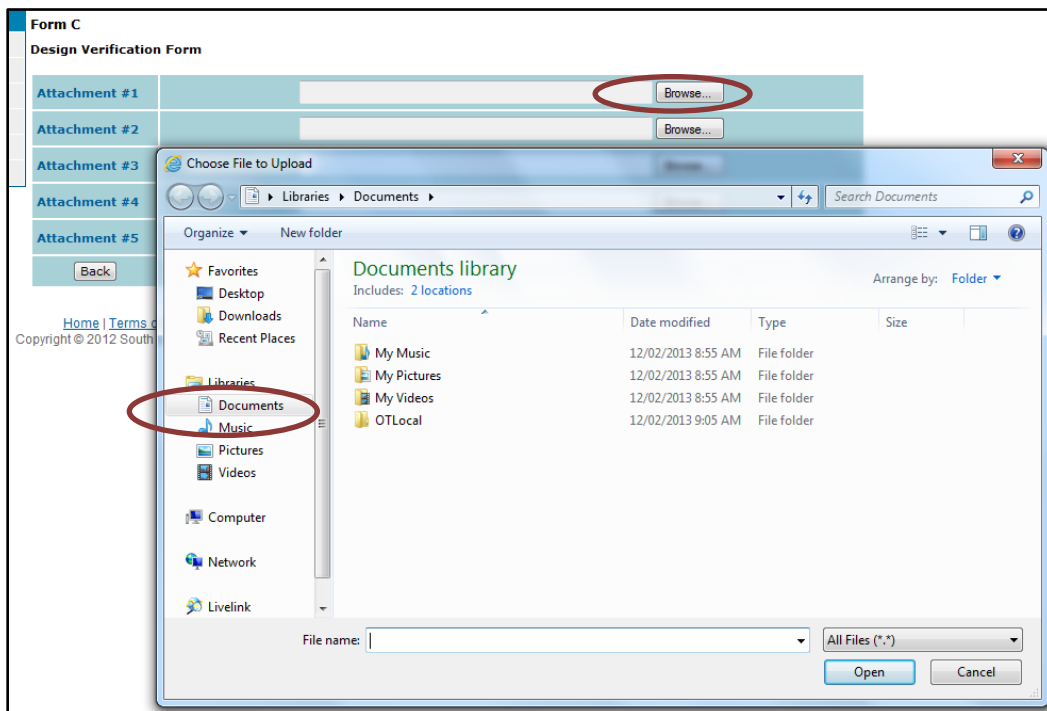 Form C
Design Verification Form
Attachment #1 Browse...
Attachment #2 Browse...
Attachment #3
Attachment #4
Attachment #5
Back
Home | Terms
Copyright © 2012 South
Choose File to Upload
Libraries Documents Search Documents
Organize New folder
Favorites
Desktop
Downloads
Recent Places
Libraries
Documents
Music
Pictures
Videos
Computer
Network
Livelink
Documents library
Includes: 2 locations
Arrange by: Folder
Name Date modified Type Size
My Music 12/02/2013 8:55 AM File folder
My Pictures 12/02/2013 8:55 AM File folder
My Videos 12/02/2013 8:55 AM File folder
OTLocal 12/02/2013 9:05 AM File folder
File name: All Files (*.*)
Open Cancel